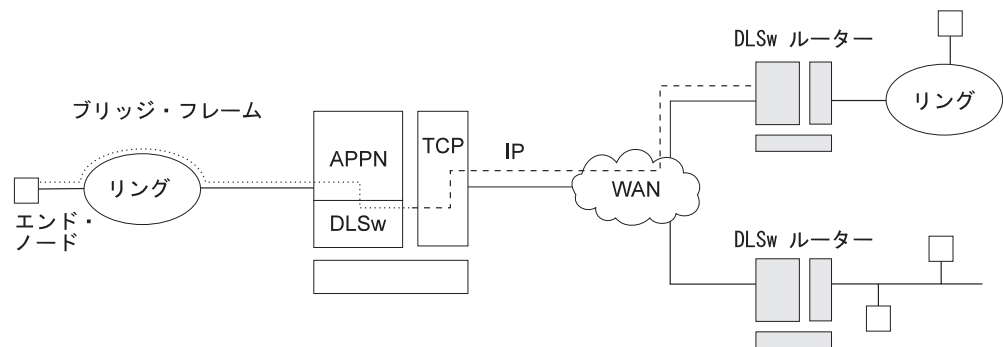 DLSw ルーター
リング
ブリッジ・フレーム
APPN
TCP
IP
リング
WAN
DLSw
エンド・
ノード
DLSw ルーター